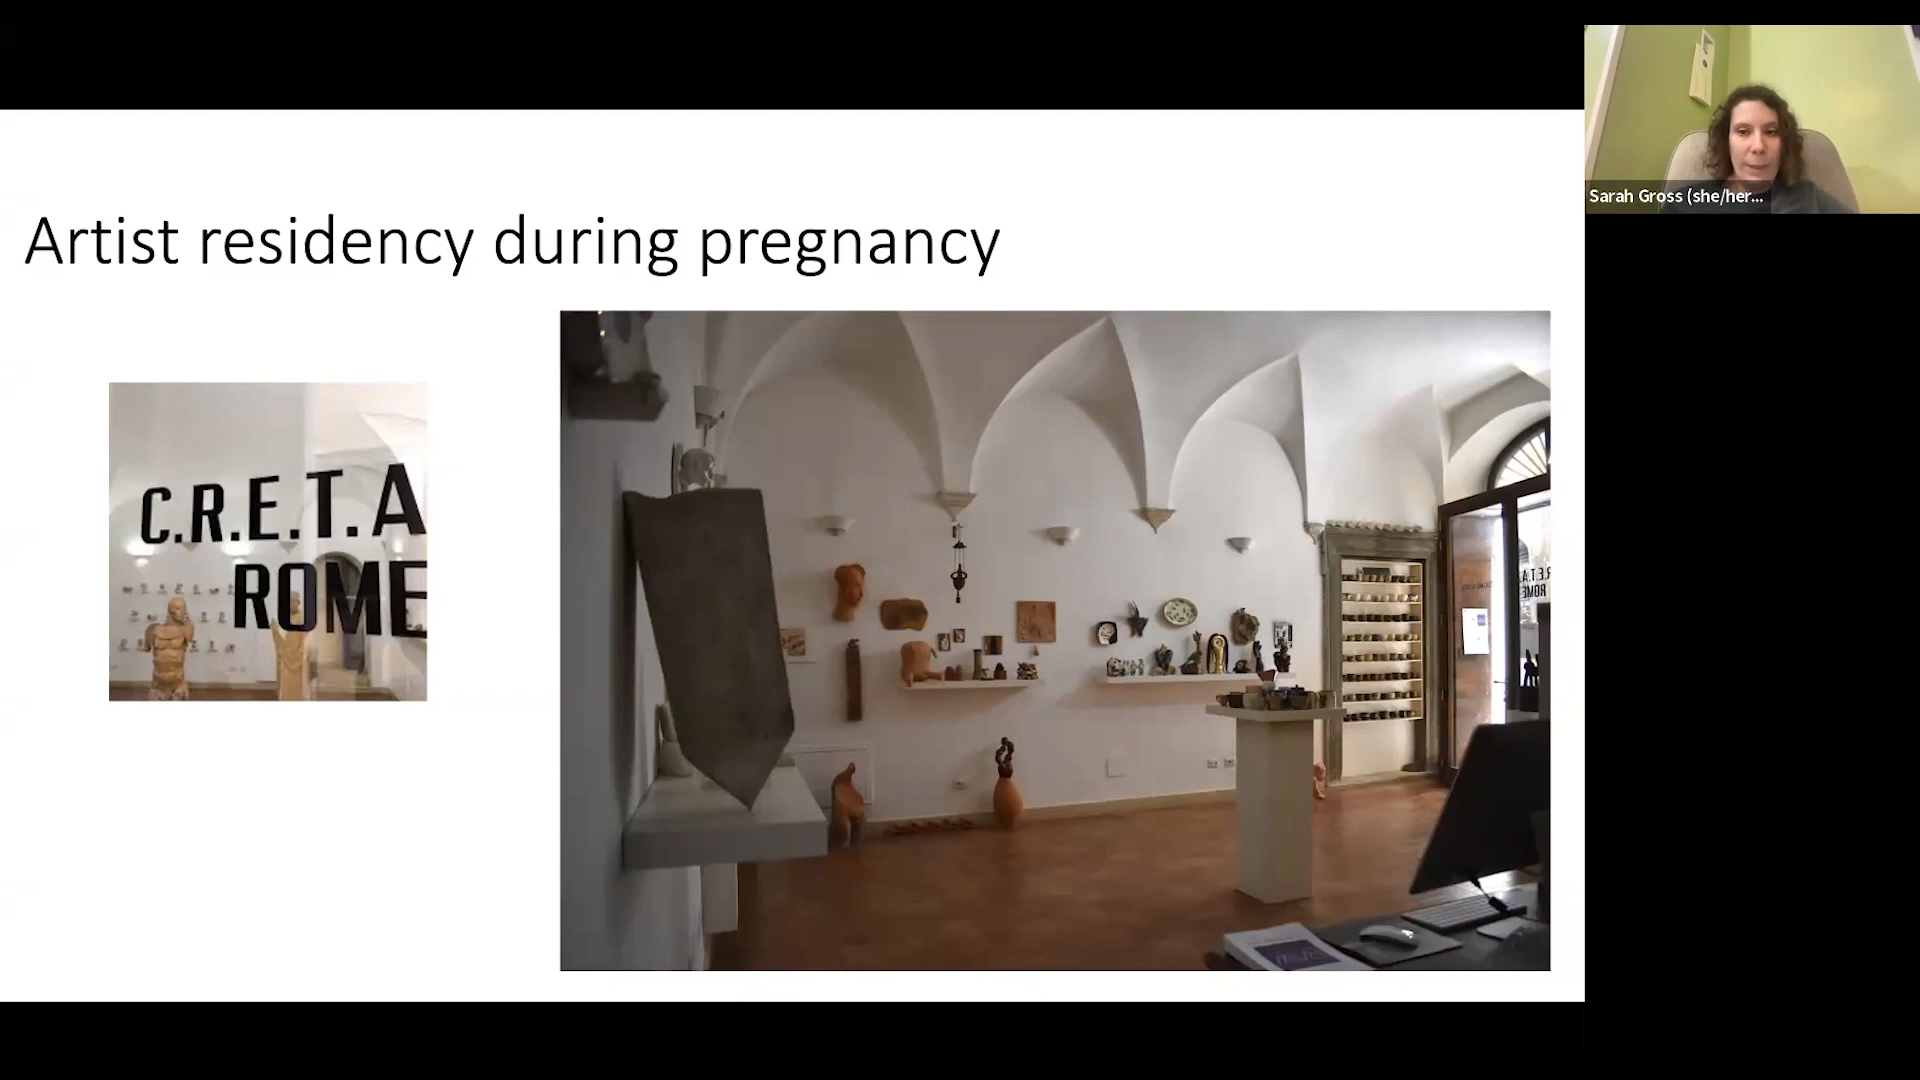 Artist residency during pregnancy
C.R.E.T.A
ROME
Sarah Gross (she/her...